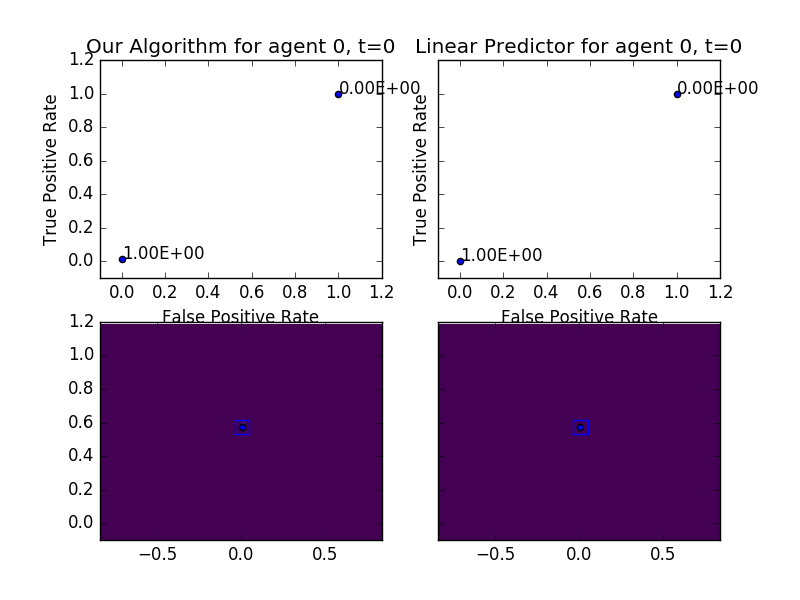 Our Algorithm for agent 0, t=0
Linear Predictor for agent 0, t=0
1.2
1.0
0.8
0.6
0.4
0.2
0.0
True Positive Rate
0.00E+00
1.00E+00
0.0 0.2 0.4 0.6 0.8 1.0 1.2
False Positive Rate
True Positive Rate
0.00E+00
1.00E+00
0.0 0.2 0.4 0.6 0.8 1.0 1.2
False Positive Rate
1.2
1.0
0.8
0.6
0.4
0.2
0.0
−0.5 0.0 0.5
−0.5 0.0 0.5